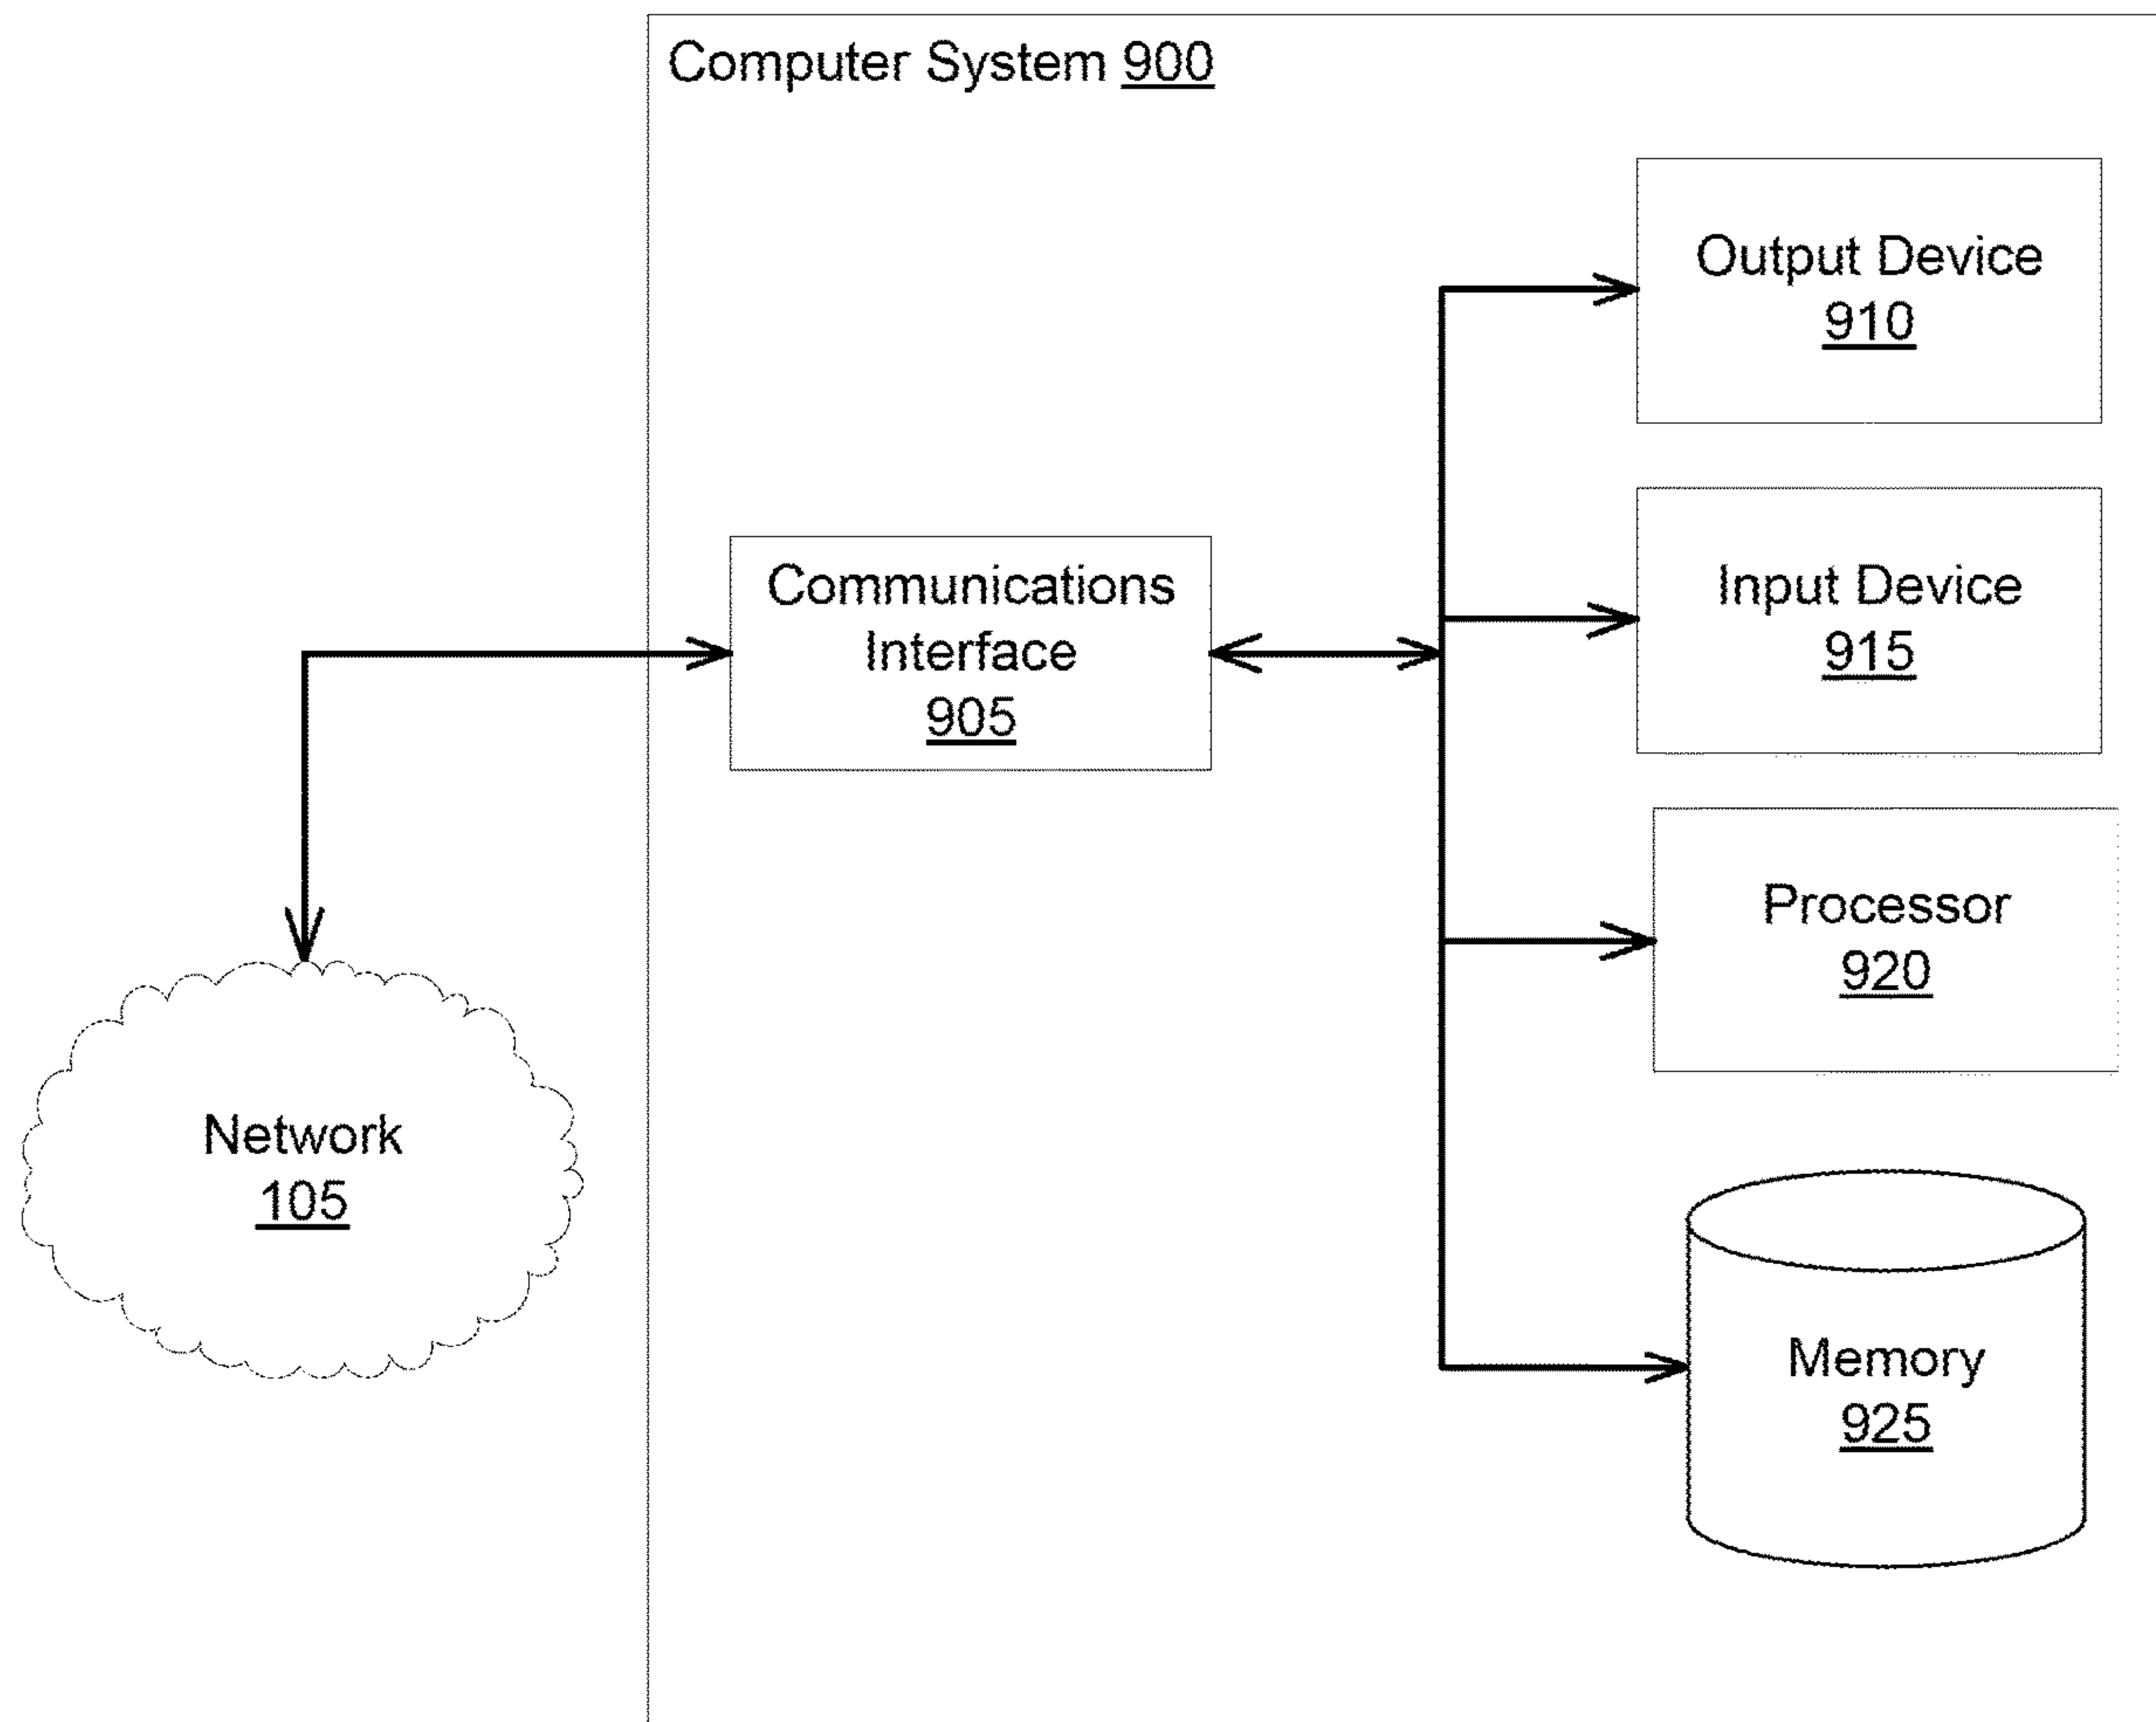 Computer System 900
Output Device
910
Input Device
915
Communications
Interface
905
Processor
920
Network
105
Memory
925